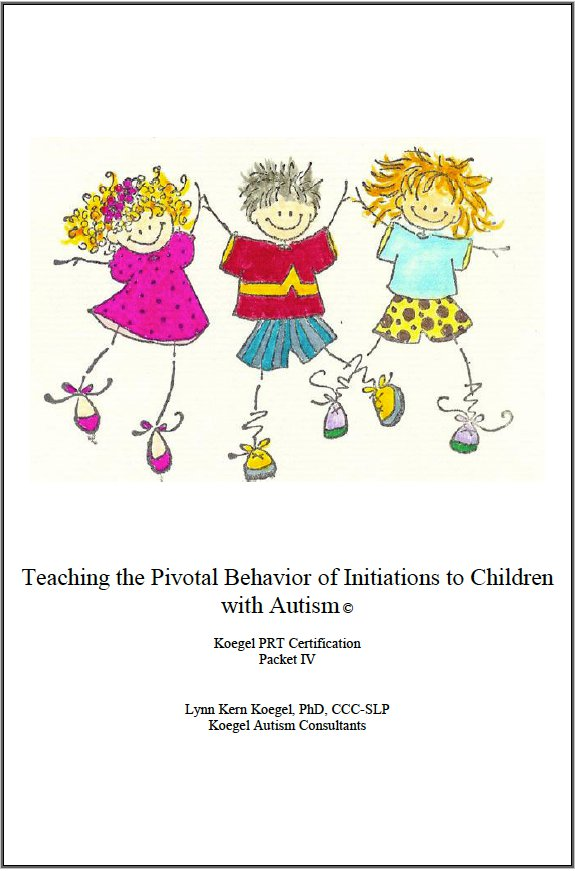 Teaching the Pivotal Behavior of Initiations to Children
with Autism ©
Koegel PRT Certification
Packet IV
Lynn Kern Koegel, PhD, CCC-SLP
Koegel Autism Consultants